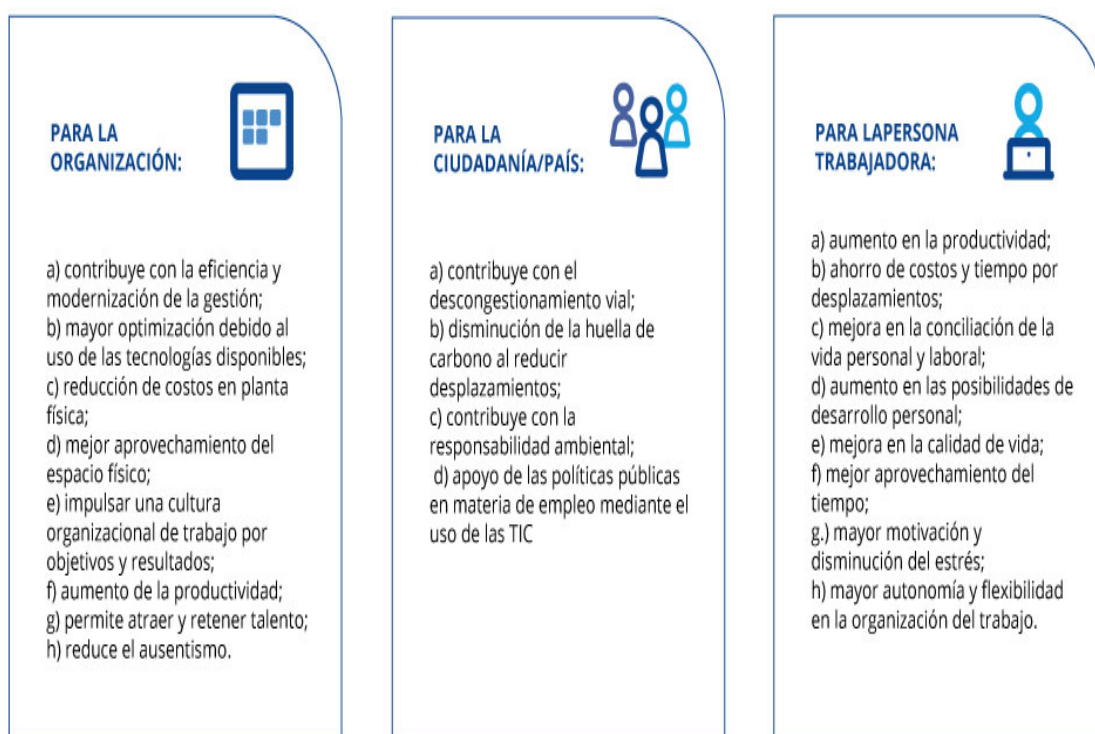 PARA LA
ORGANIZACIÓN:
a) contribuye con la eficiencia y
modernización de la gestión;
b) mayor optimización debido al
uso de las tecnologías disponibles;
c) reducción de costos en planta
física;
d) mejor aprovechamiento del
espacio físico;
e) impulsar una cultura
organizacional de trabajo por
objetivos y resultados;
f) aumento de la productividad;
g) permite atraer y retener talento;
h) reduce el ausentismo.
PARA LA
CIUDADANÍA/PAÍS:
a) contribuye con el
descongestionamiento vial;
b) disminución de la huella de
carbono al reducir
desplazamientos;
c) contribuye con la
responsabilidad ambiental;
d) apoyo de las políticas públicas
en materia de empleo mediante el
uso de las TIC
PARA LAPERSONA
TRABAJADORA:
a) aumento en la productividad;
b) ahorro de costos y tiempo por
desplazamientos;
c) mejora en la conciliación de la
vida personal y laboral;
d) aumento en las posibilidades de
desarrollo personal;
e) mejora en la calidad de vida;
f) mejor aprovechamiento del
tiempo;
g.) mayor motivación y
disminución del estrés;
h) mayor autonomía y flexibilidad
en la organización del trabajo.